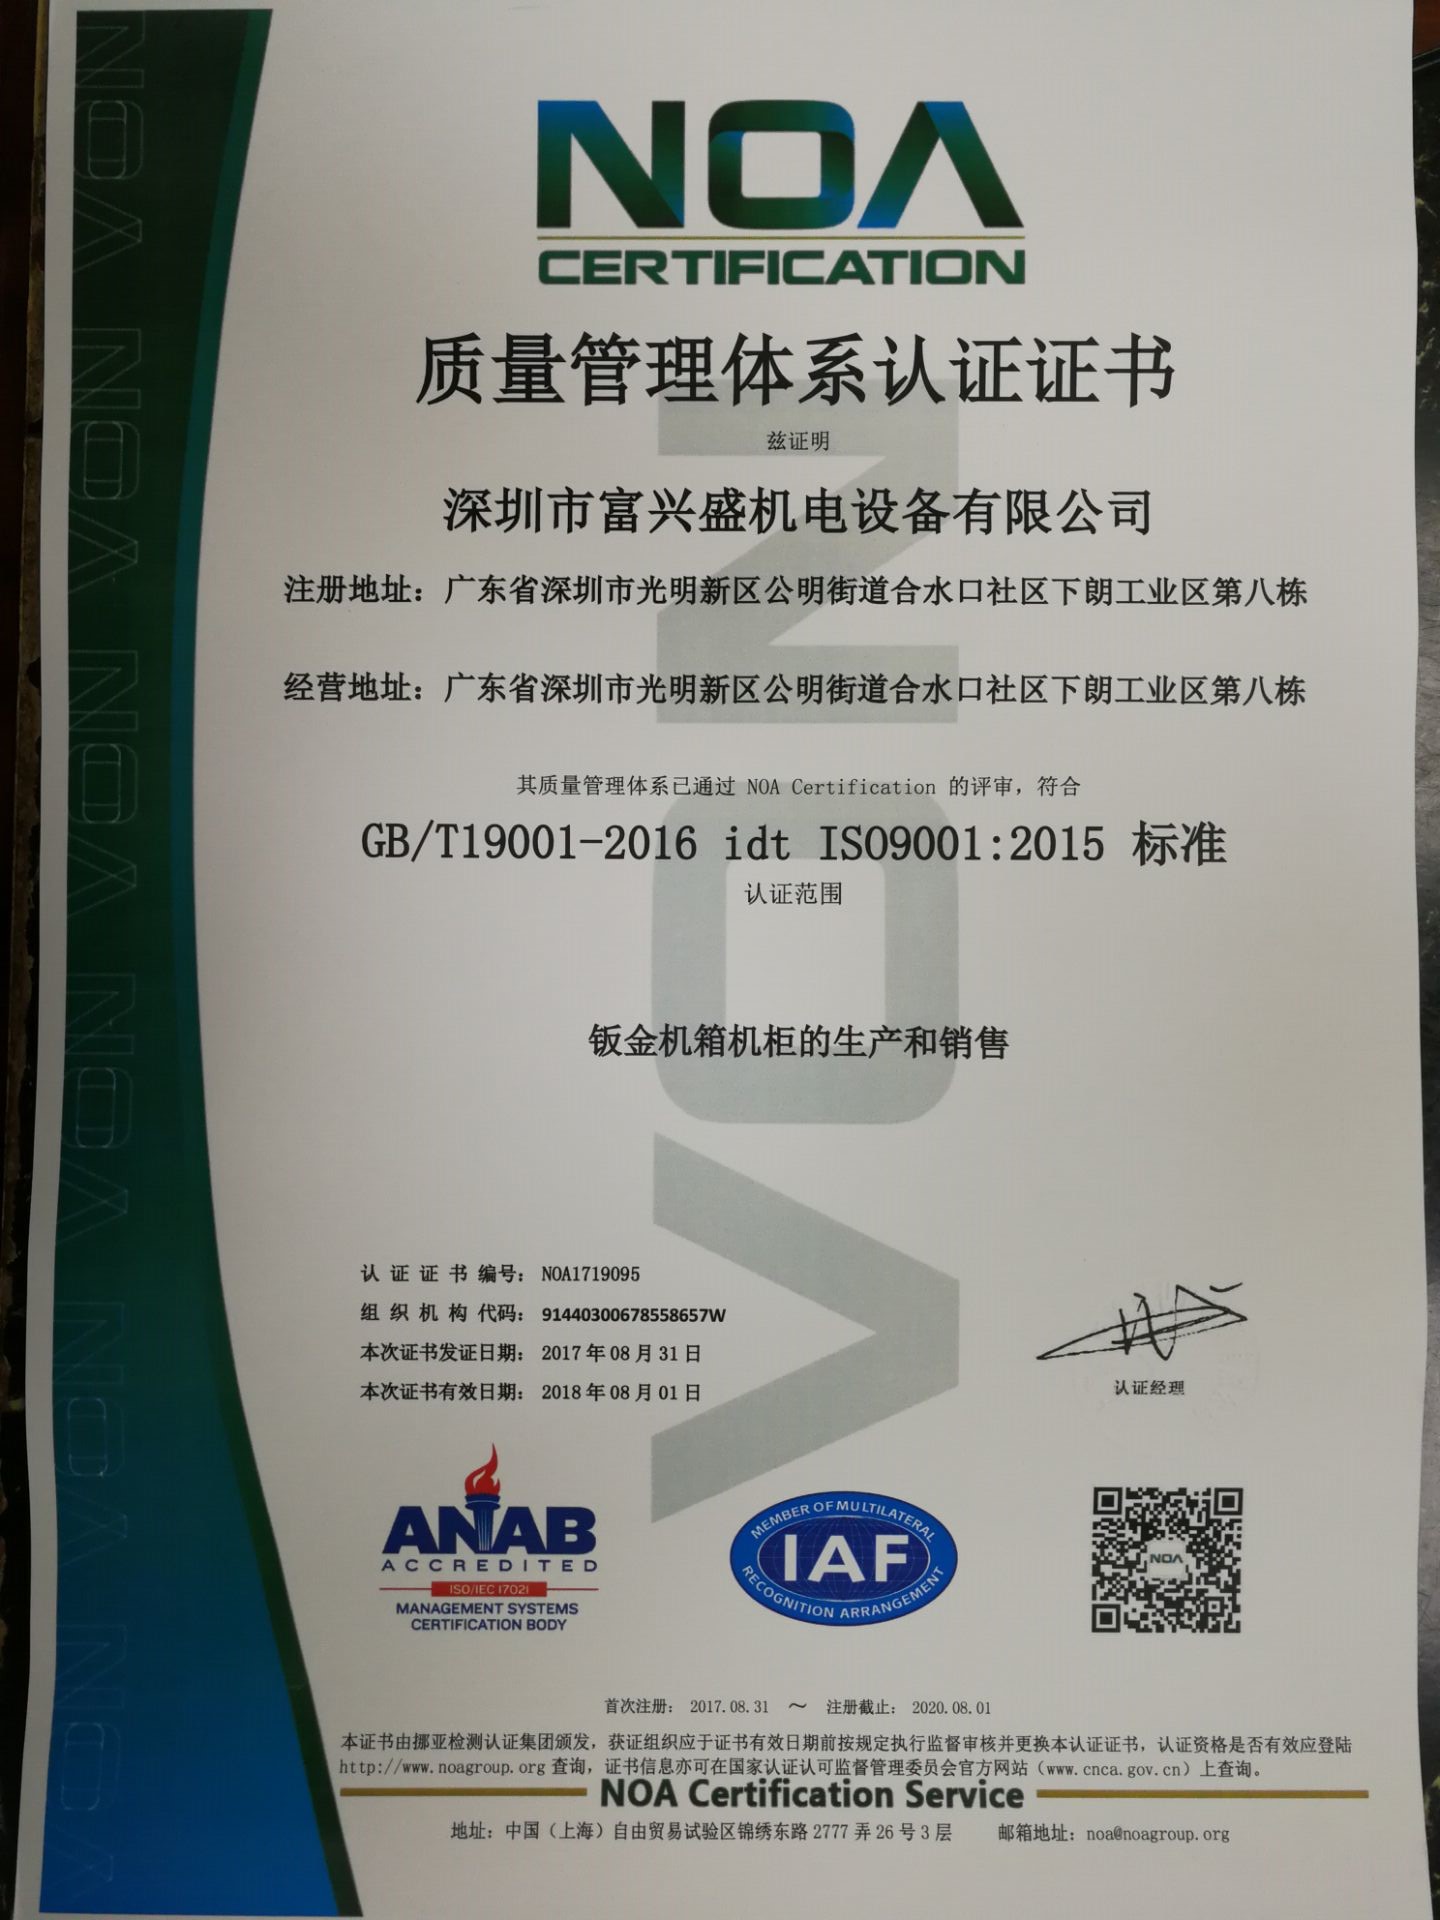 NOA
CERTIFICATION
质量管理体系认证证书
兹证明
深圳市富兴盛机电设备有限公司
注册地址：广东省深圳市光明新区公明街道合水口社区下朗工业区第八栋
经营地址：广东省深圳市光明新区公明街道合水口社区下朗工业区第八栋
其质量管理体系已通过 NOA Certification 的评审，符合
GB/T19001-2016 idt ISO9001:2015 标准
认证范围
钣金机箱机柜的生产和销售
认证证书编号：NOA1719095
组织机构代码：91440300678558657W
本次证书发证日期：2017年08月31日
本次证书有效日期：2018年08月01日
认证经理
ANAB
ACCREDITED
ISO/IEC 17021
MANAGEMENT SYSTEMS
CERTIFICATION BODY
MEMBER OF MULTILATERAL
IAF
RECOGNITION ARRANGEMENT
NOA
首次注册：2017.08.31 ～ 注册截止：2020.08.01
本证书由挪亚检测认证集团颁发，获证组织应于证书有效日期前按规定执行监督审核并更换本认证证书，认证资格是否有效应登陆
http://www.noagroup.org 查询，证书信息亦可在国家认证认可监督管理委员会官方网站（www.cnca.gov.cn）上查询。
NOA Certification Service
地址：中国（上海）自由贸易试验区锦绣东路2777弄26号3层 邮箱地址：noa@noagroup.org